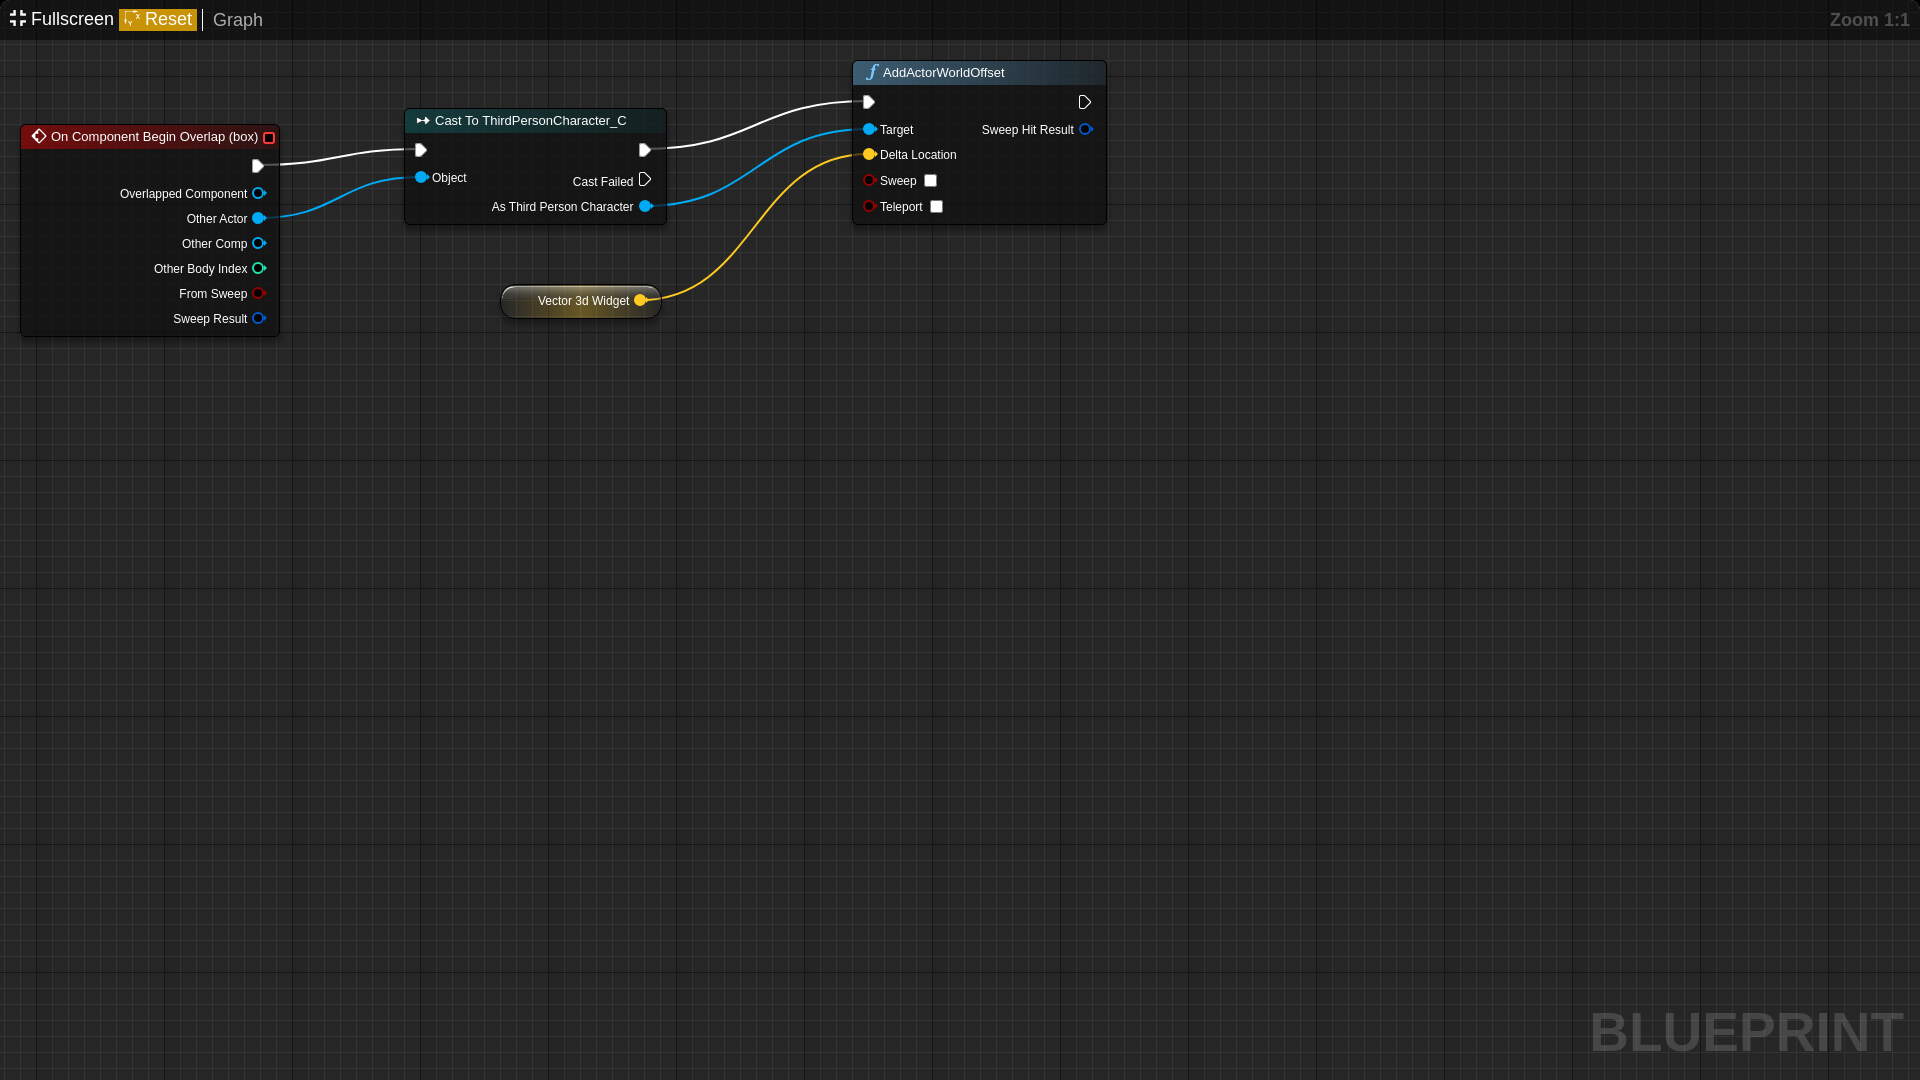 Fullscreen Reset Graph
Zoom 1:1
On Component Begin Overlap (box)
Overlapped Component
Other Actor
Other Comp
Other Body Index
From Sweep
Sweep Result
Cast To ThirdPersonCharacter_C
Object
Cast Failed
As Third Person Character
Vector 3d Widget
AddActorWorldOffset
Target
Sweep Hit Result
Delta Location
Sweep
Teleport
BLUEPRINT